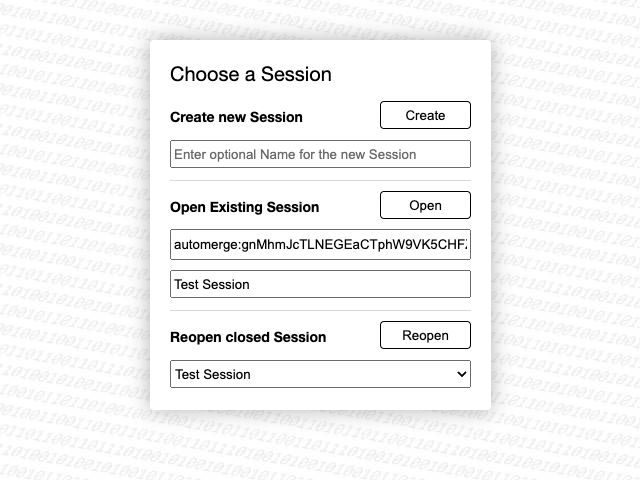 Choose a Session
Create new Session
Create
Enter optional Name for the new Session
Open Existing Session
Open
automerge:gnMhmJcTLNEGEaCTphW9VK5CHF
Test Session
Reopen closed Session
Reopen
Test Session